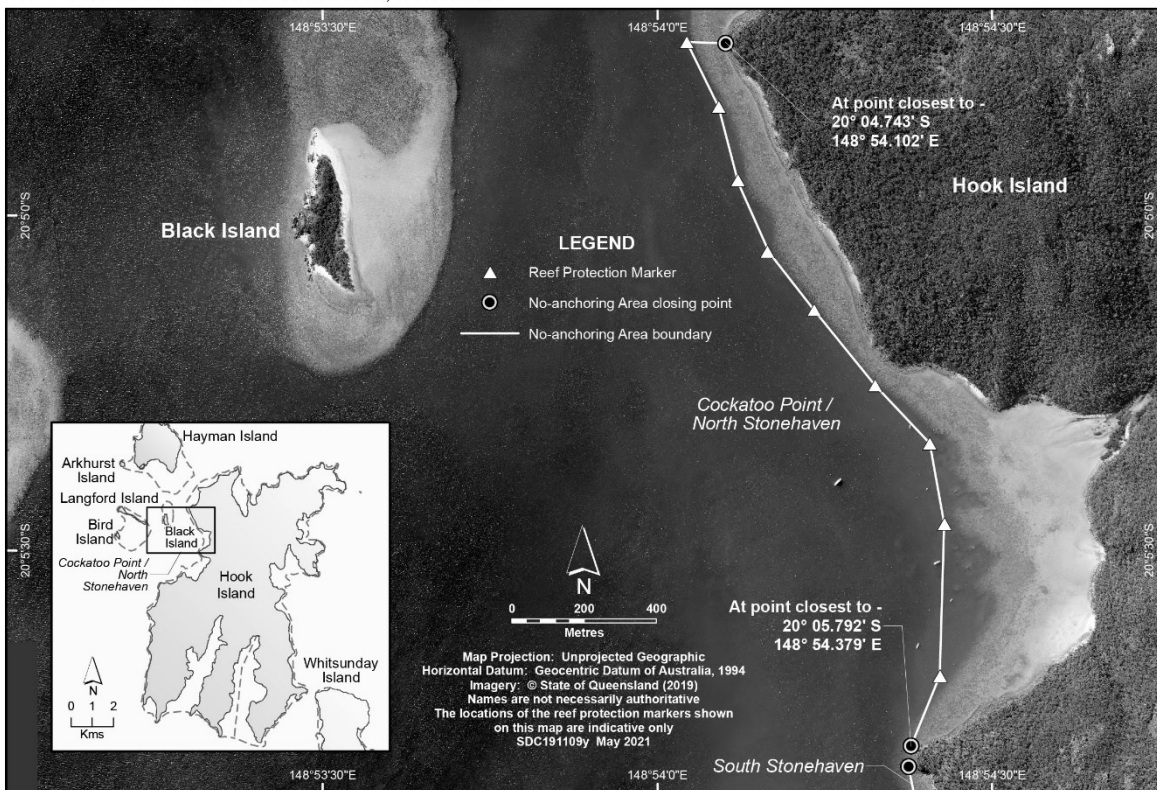 148°53'30"E
148°54'0"E
148°54'30"E
At point closest to -
20° 04.743' S
148° 54.102' E
Hook Island
20°5'0"S
20°5'0"S
Black Island
LEGEND
Reef Protection Marker
No-anchoring Area closing point
No-anchoring Area boundary
Cockatoo Point /
North Stonehaven
Hayman Island
Arkhurst
Island
Langford Island
Bird
Island
Black
Island
Cockatoo Point /
North
Stonehaven
Hook
Island
Whitsunday
Island
N
0 1 2
Kms
20°5'30"S
20°5'30"S
N
0 200 400
Metres
At point closest to -
20° 05.792' S
148° 54.379' E
Map Projection: Unprojected Geographic
Horizontal Datum: Geocentric Datum of Australia, 1994
Imagery: © State of Queensland (2019)
Names are not necessarily authoritative
The locations of the reef protection markers shown
on this map are indicative only
SDC191109y May 2021
South Stonehaven
148°53'30"E
148°54'0"E
148°54'30"E